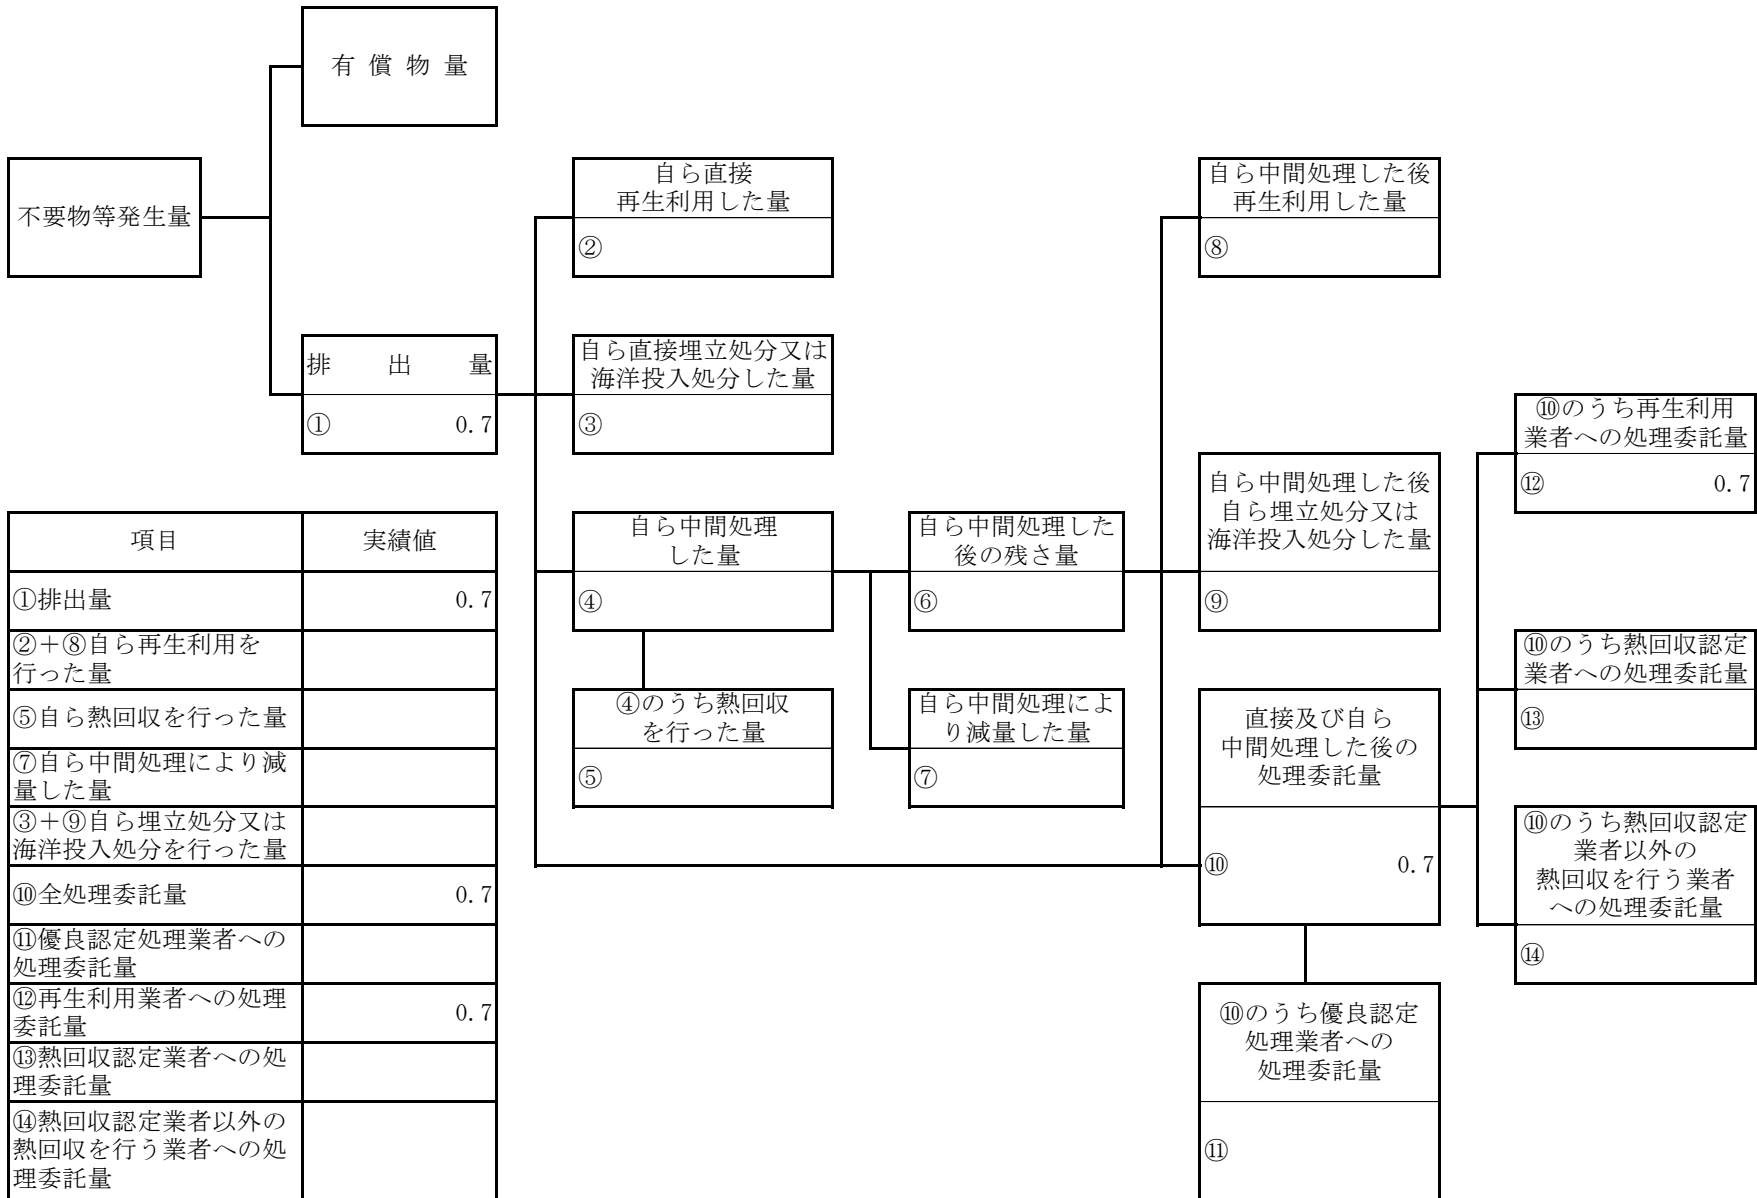 有償物量
不要物等発生量
自ら直接
再生利用した量
②
自ら中間処理した後
再生利用した量
⑧
排出量
① 0.7
自ら直接埋立処分又は
海洋投入処分した量
③
⑩のうち再生利用
業者への処理委託量
⑫ 0.7
自ら中間処理した後
自ら埋立処分又は
海洋投入処分した量
⑨
自ら中間処理
した量
④
自ら中間処理した
後の残さ量
⑥
⑩のうち熱回収認定
業者への処理委託量
⑬
④のうち熱回収
を行った量
⑤
自ら中間処理によ
り減量した量
⑦
直接及び自ら
中間処理した後の
処理委託量
⑩ 0.7
⑩のうち熱回収認定
業者以外の
熱回収を行う業者
への処理委託量
⑭
⑩のうち優良認定
処理業者への
処理委託量
⑪
項目 実績値
①排出量 0.7
②＋⑧自ら再生利用を
行った量
⑤自ら熱回収を行った量
⑦自ら中間処理により減
量した量
③＋⑨自ら埋立処分又は
海洋投入処分を行った量
⑩全処理委託量 0.7
⑪優良認定処理業者への
処理委託量
⑫再生利用業者への処理
委託量 0.7
⑬熱回収認定業者への処
理委託量
⑭熱回収認定業者以外の
熱回収を行う業者への処
理委託量